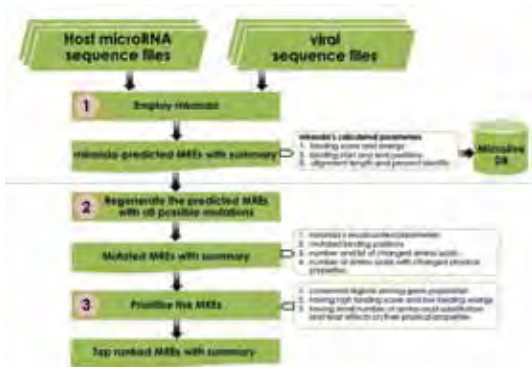 Host microRNA
sequence files
viral
sequence files
1
Employ miranda
miranda-predicted MREs with summary
miranda's calculated parameters
1. binding score and energy
2. binding start and end positions
3. alignment length and percent identity
DB
2
Regenerate the predicted MREs
with all possible mutations
Mutated MREs with summary
1. miranda's recalculated parameters
2. mutated binding positions
3. number and list of changed amino acids
4. number of amino acids with changed physical
properties
3
Prioritise the MREs
1. conserved regions among
2. having high binding score and low binding energy
3. having small number of amino acid substitution
and least effects on their physical properties
Top ranked MREs with summary